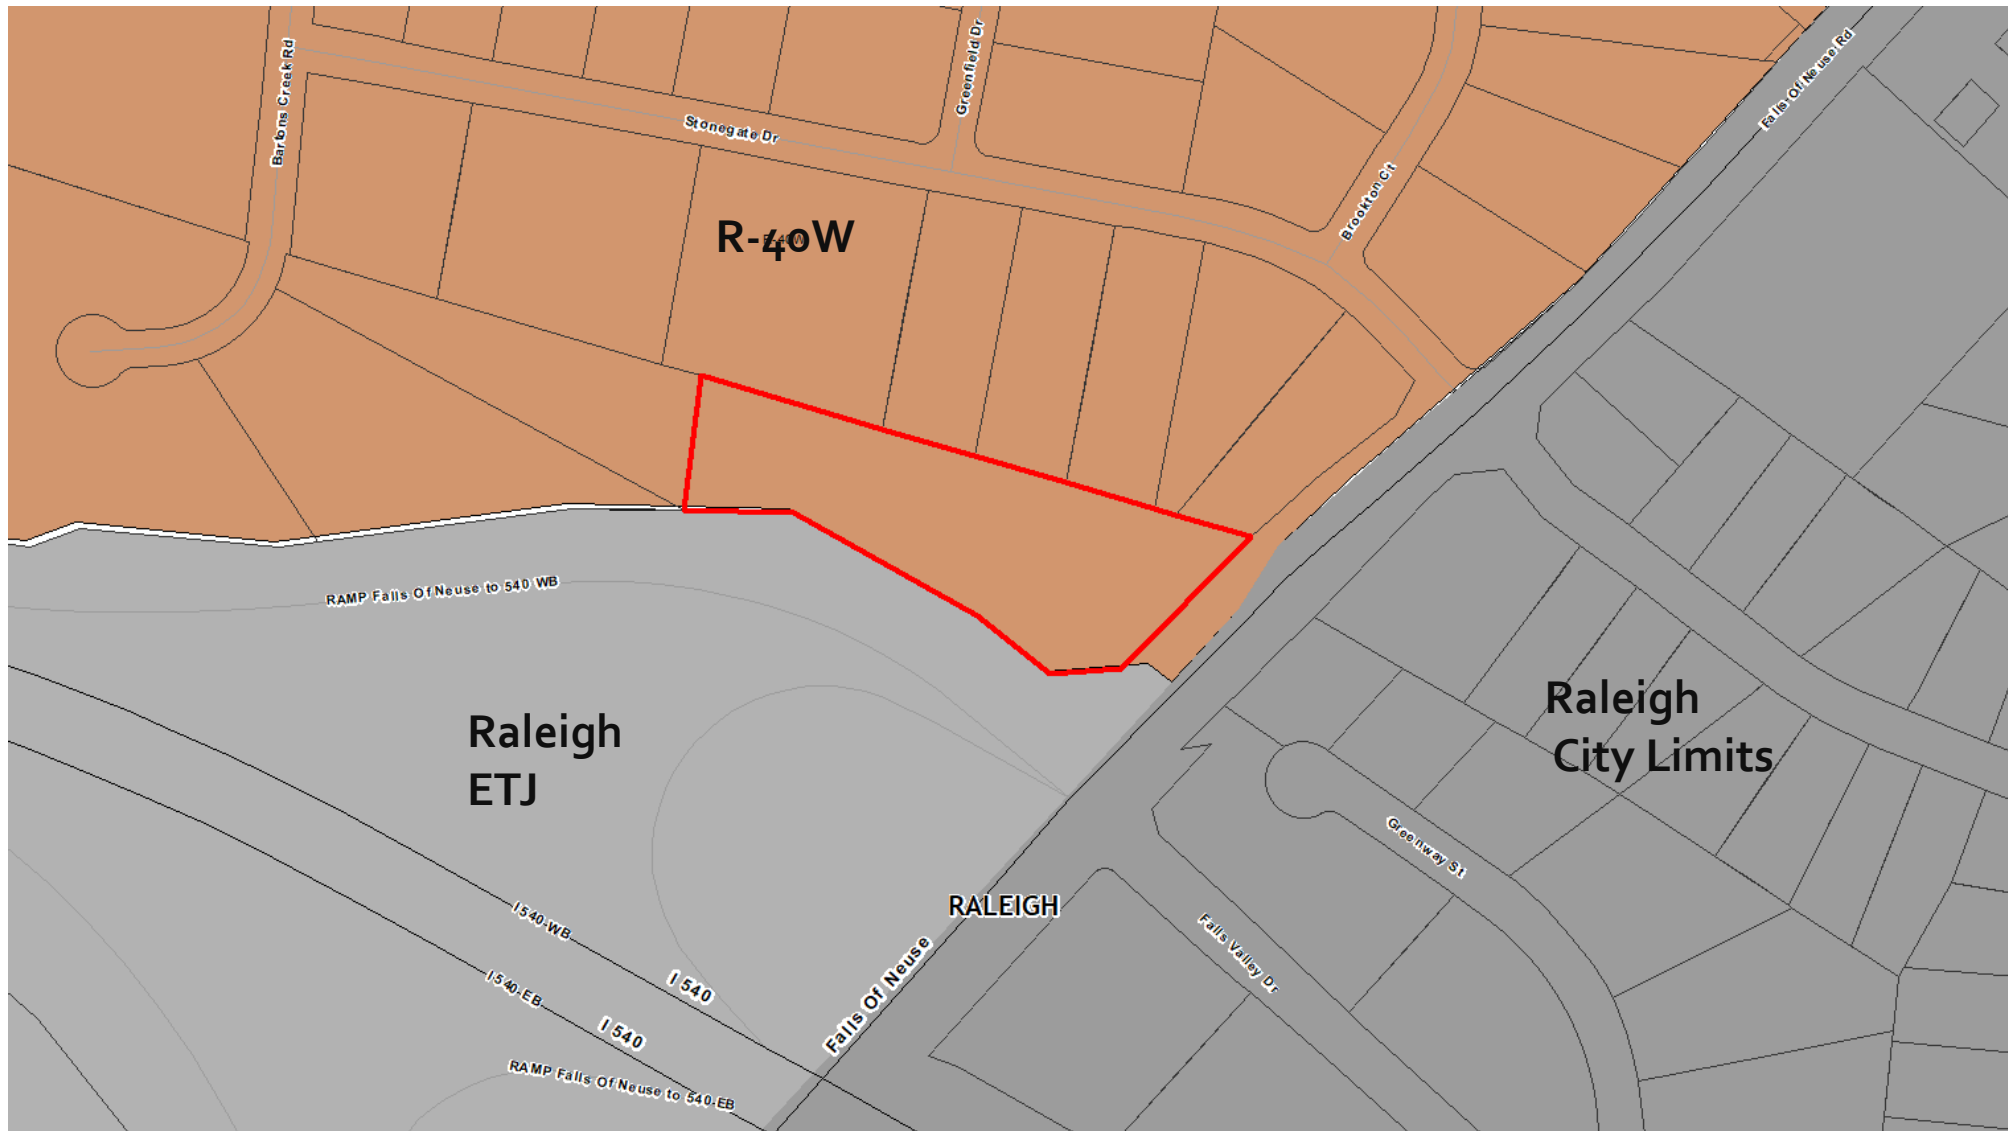 Bartons Creek Rd
Greenfield Dr
Falls-Of-Neuse Rd
Stonegate Dr
Brookton Ct
R-40W
R-40W
RAMP Falls Of Neuse to 540 WB
Raleigh
ETJ
Raleigh
City Limits
Greenway St
I 540-WB
RALEIGH
Falls Valley Dr
I 540-EB
I 540
I 540
Falls Of Neuse
RAMP Falls Of Neuse to 540-EB